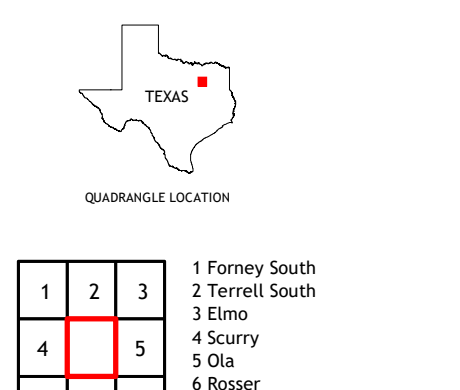 TEXAS
QUADRANGLE LOCATION
1 2 3
4 5
1 Forney South
2 Terrell South
3 Elmo
4 Scurry
5 Ola
6 Rosser